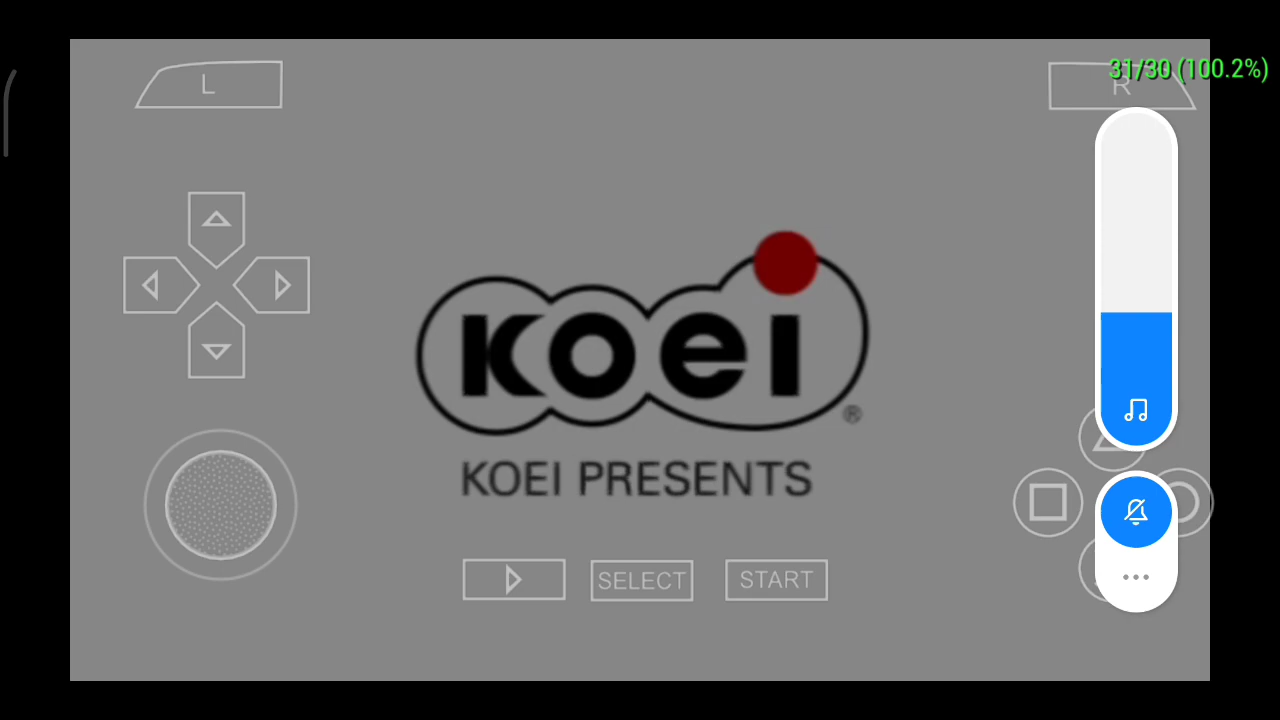 31/30 (100.2%)
L
R
koei
®
KOEI PRESENTS
SELECT
START